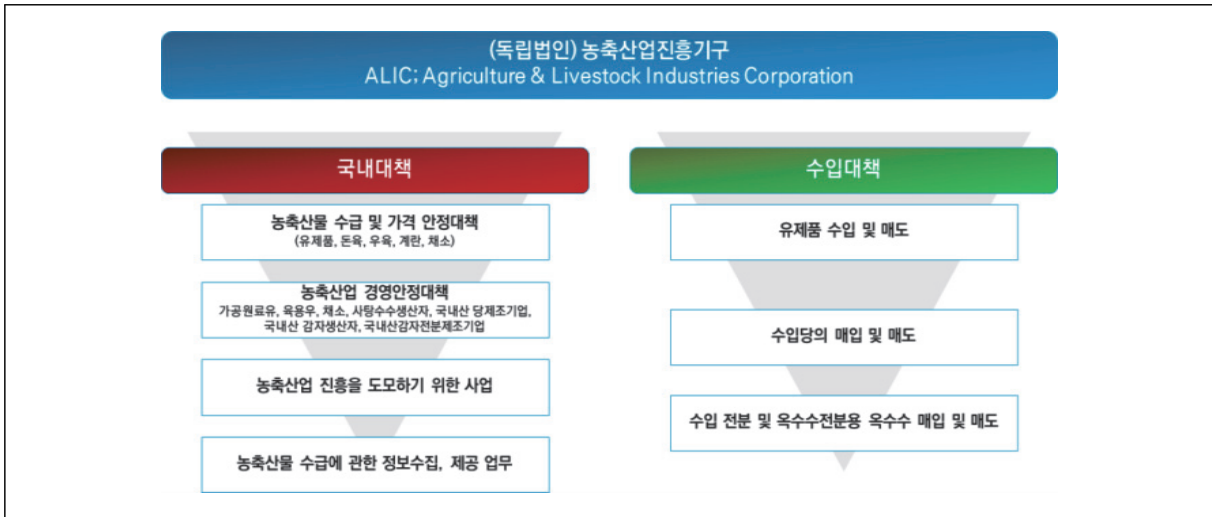 (독립법인) 농축산업진흥기구
ALIC; Agriculture & Livestock Industries Corporation
국내대책
농축산물 수급 및 가격 안정대책
(유제품, 돈육, 우육, 계란, 채소)
농축산업 경영안정대책
가공원료유, 육용우, 채소, 사탕수수생산자, 국내산 당제조기업,
국내산 감자생산자, 국내산감자전분제조기업
농축산업 진흥을 도모하기 위한 사업
농축산물 수급에 관한 정보수집, 제공 업무
수입대책
유제품 수입 및 매도
수입당의 매입 및 매도
수입 전분 및 옥수수전분용 옥수수 매입 및 매도